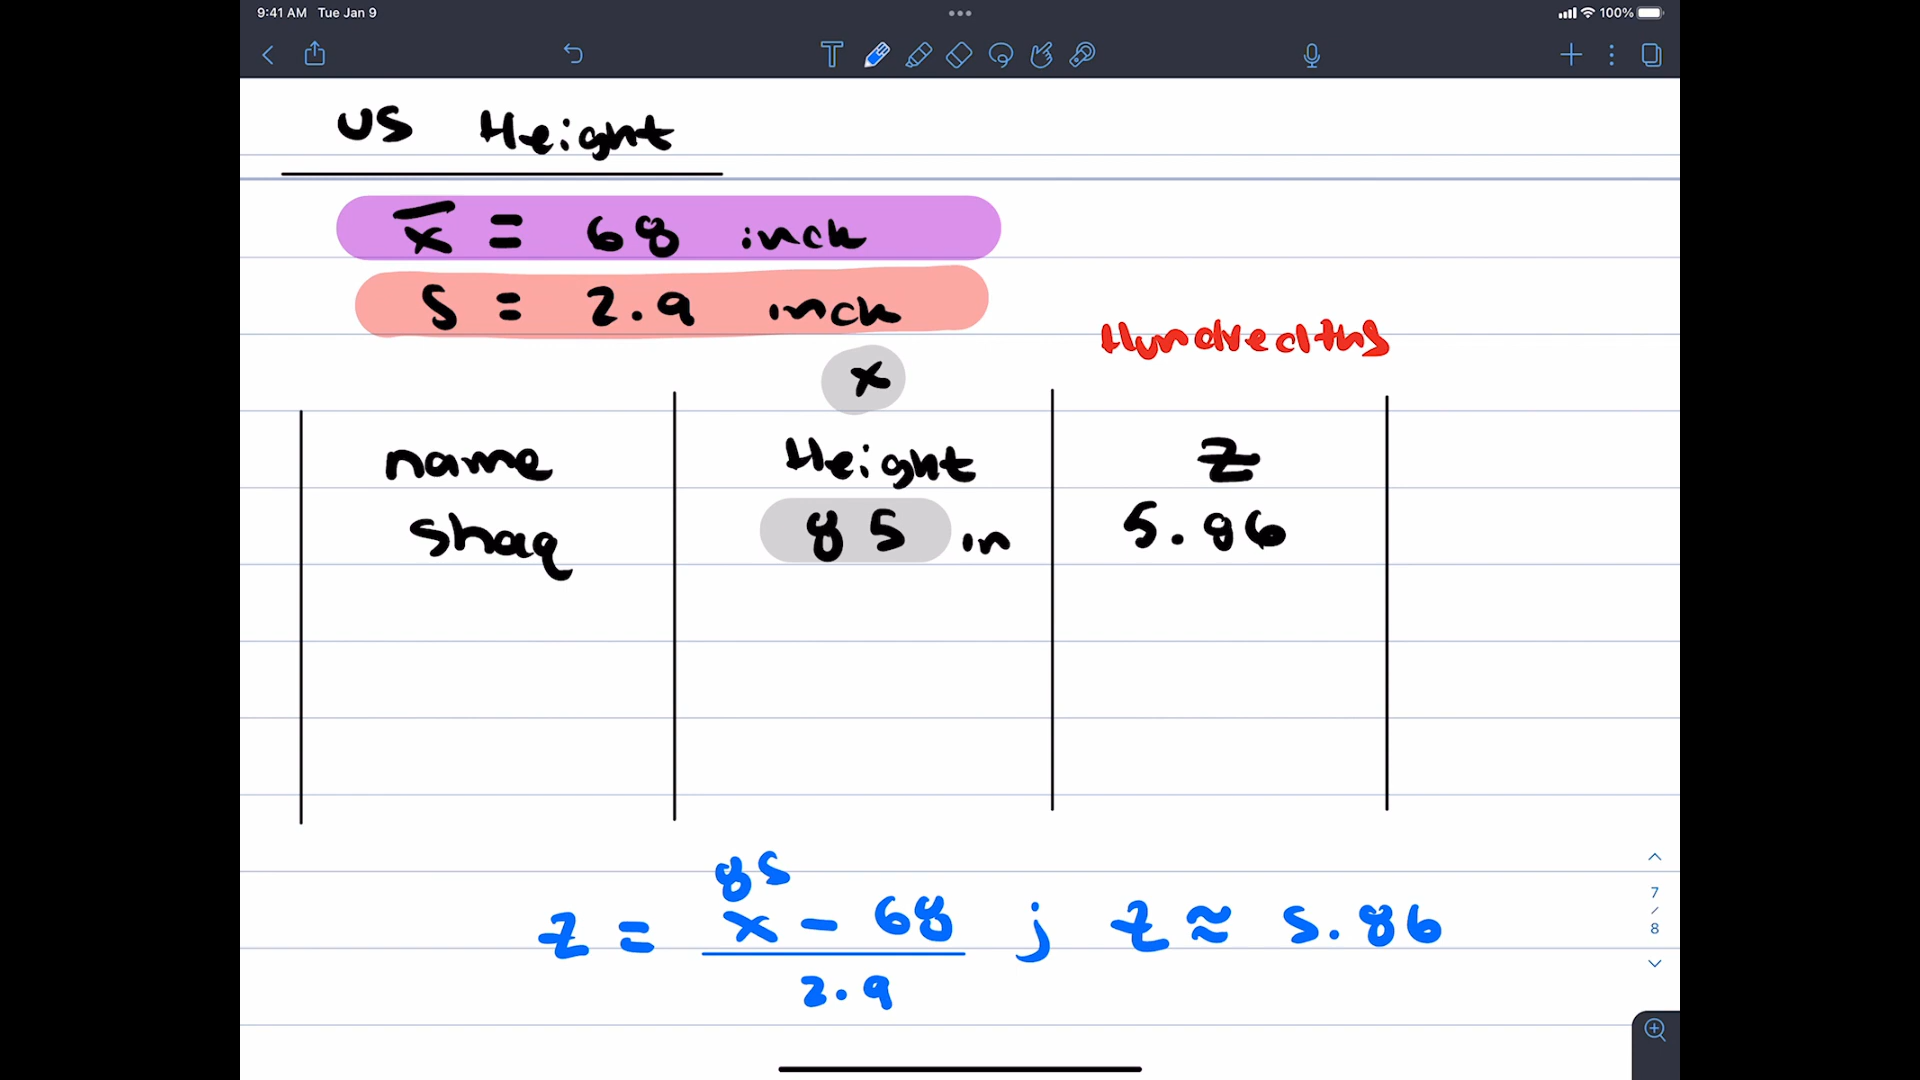 9:41 AM Tue Jan 9
100%
US Height
x̄ = 68 inch
S = 2.9 inch
Hundredths
x
name Height z
shaq 85 in 5.86
85
z = x - 68 ; z ≈ 5.86
2.9
7
/
8